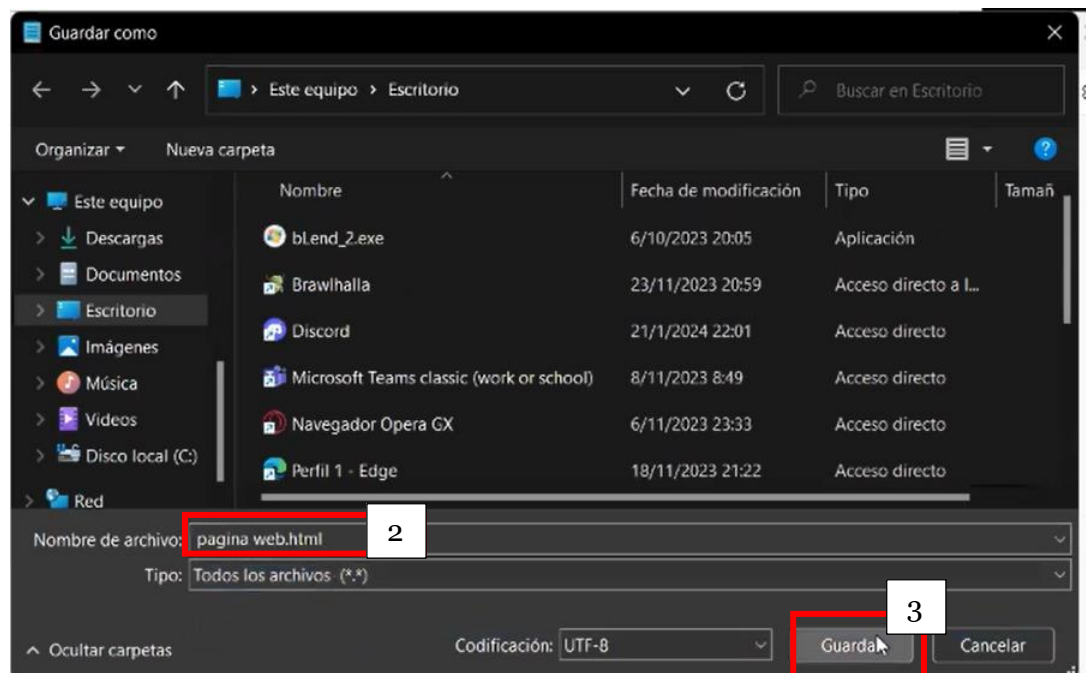 Guardar como
Este equipo > Escritorio
Buscar en Escritorio
Organizar
Nueva carpeta
Nombre Fecha de modificación Tipo Tamañ
Este equipo
Descargas
Documentos
Escritorio
Imágenes
Música
Videos
Disco local (C:)
Red
bLend_2.exe 6/10/2023 20:05 Aplicación
Brawlhalla 23/11/2023 20:59 Acceso directo a I...
Discord 21/1/2024 22:01 Acceso directo
Microsoft Teams classic (work or school) 8/11/2023 8:49 Acceso directo
Navegador Opera GX 6/11/2023 23:33 Acceso directo
Perfil 1 - Edge 18/11/2023 21:22 Acceso directo
Nombre de archivo: pagina web.html
2
Tipo: Todos los archivos (*.*)
3
Ocultar carpetas
Codificación: UTF-8
Guardar
Cancelar